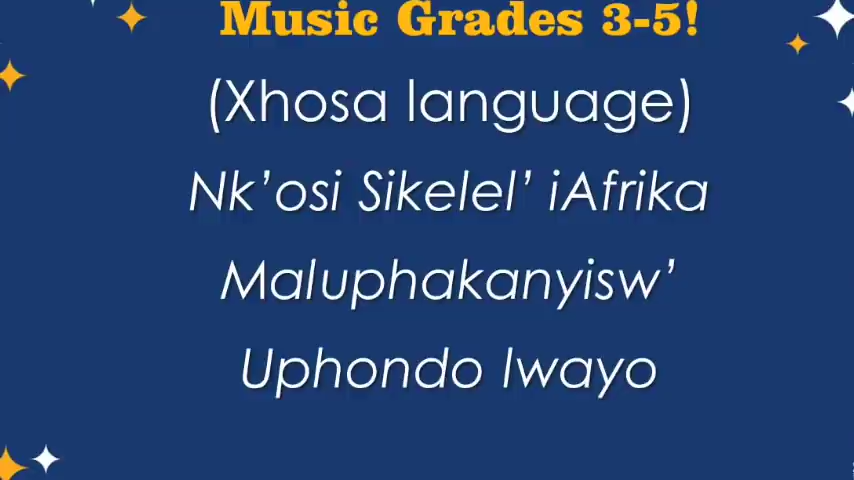 Music Grades 3-5!
(Xhosa language)
Nk’osi Sikelel’ iAfrika
Maluphakanyisw’
Uphondo lwayo